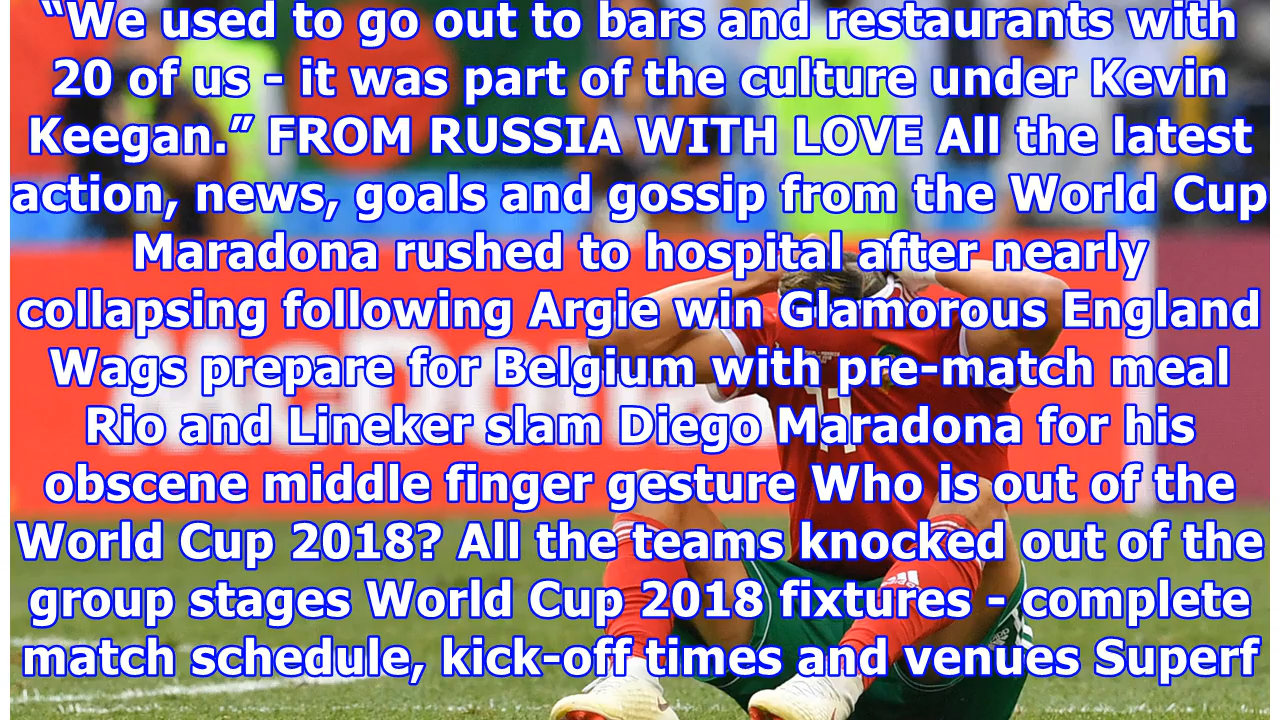 “We used to go out to bars and restaurants with
20 of us - it was part of the culture under Kevin
Keegan.” FROM RUSSIA WITH LOVE All the latest
action, news, goals and gossip from the World Cup
Maradona rushed to hospital after nearly
collapsing following Argie win Glamorous England
Wags prepare for Belgium with pre-match meal
Rio and Lineker slam Diego Maradona for his
obscene middle finger gesture Who is out of the
World Cup 2018? All the teams knocked out of the
group stages World Cup 2018 fixtures - complete
match schedule, kick-off times and venues Superf
McDona
11
adidas